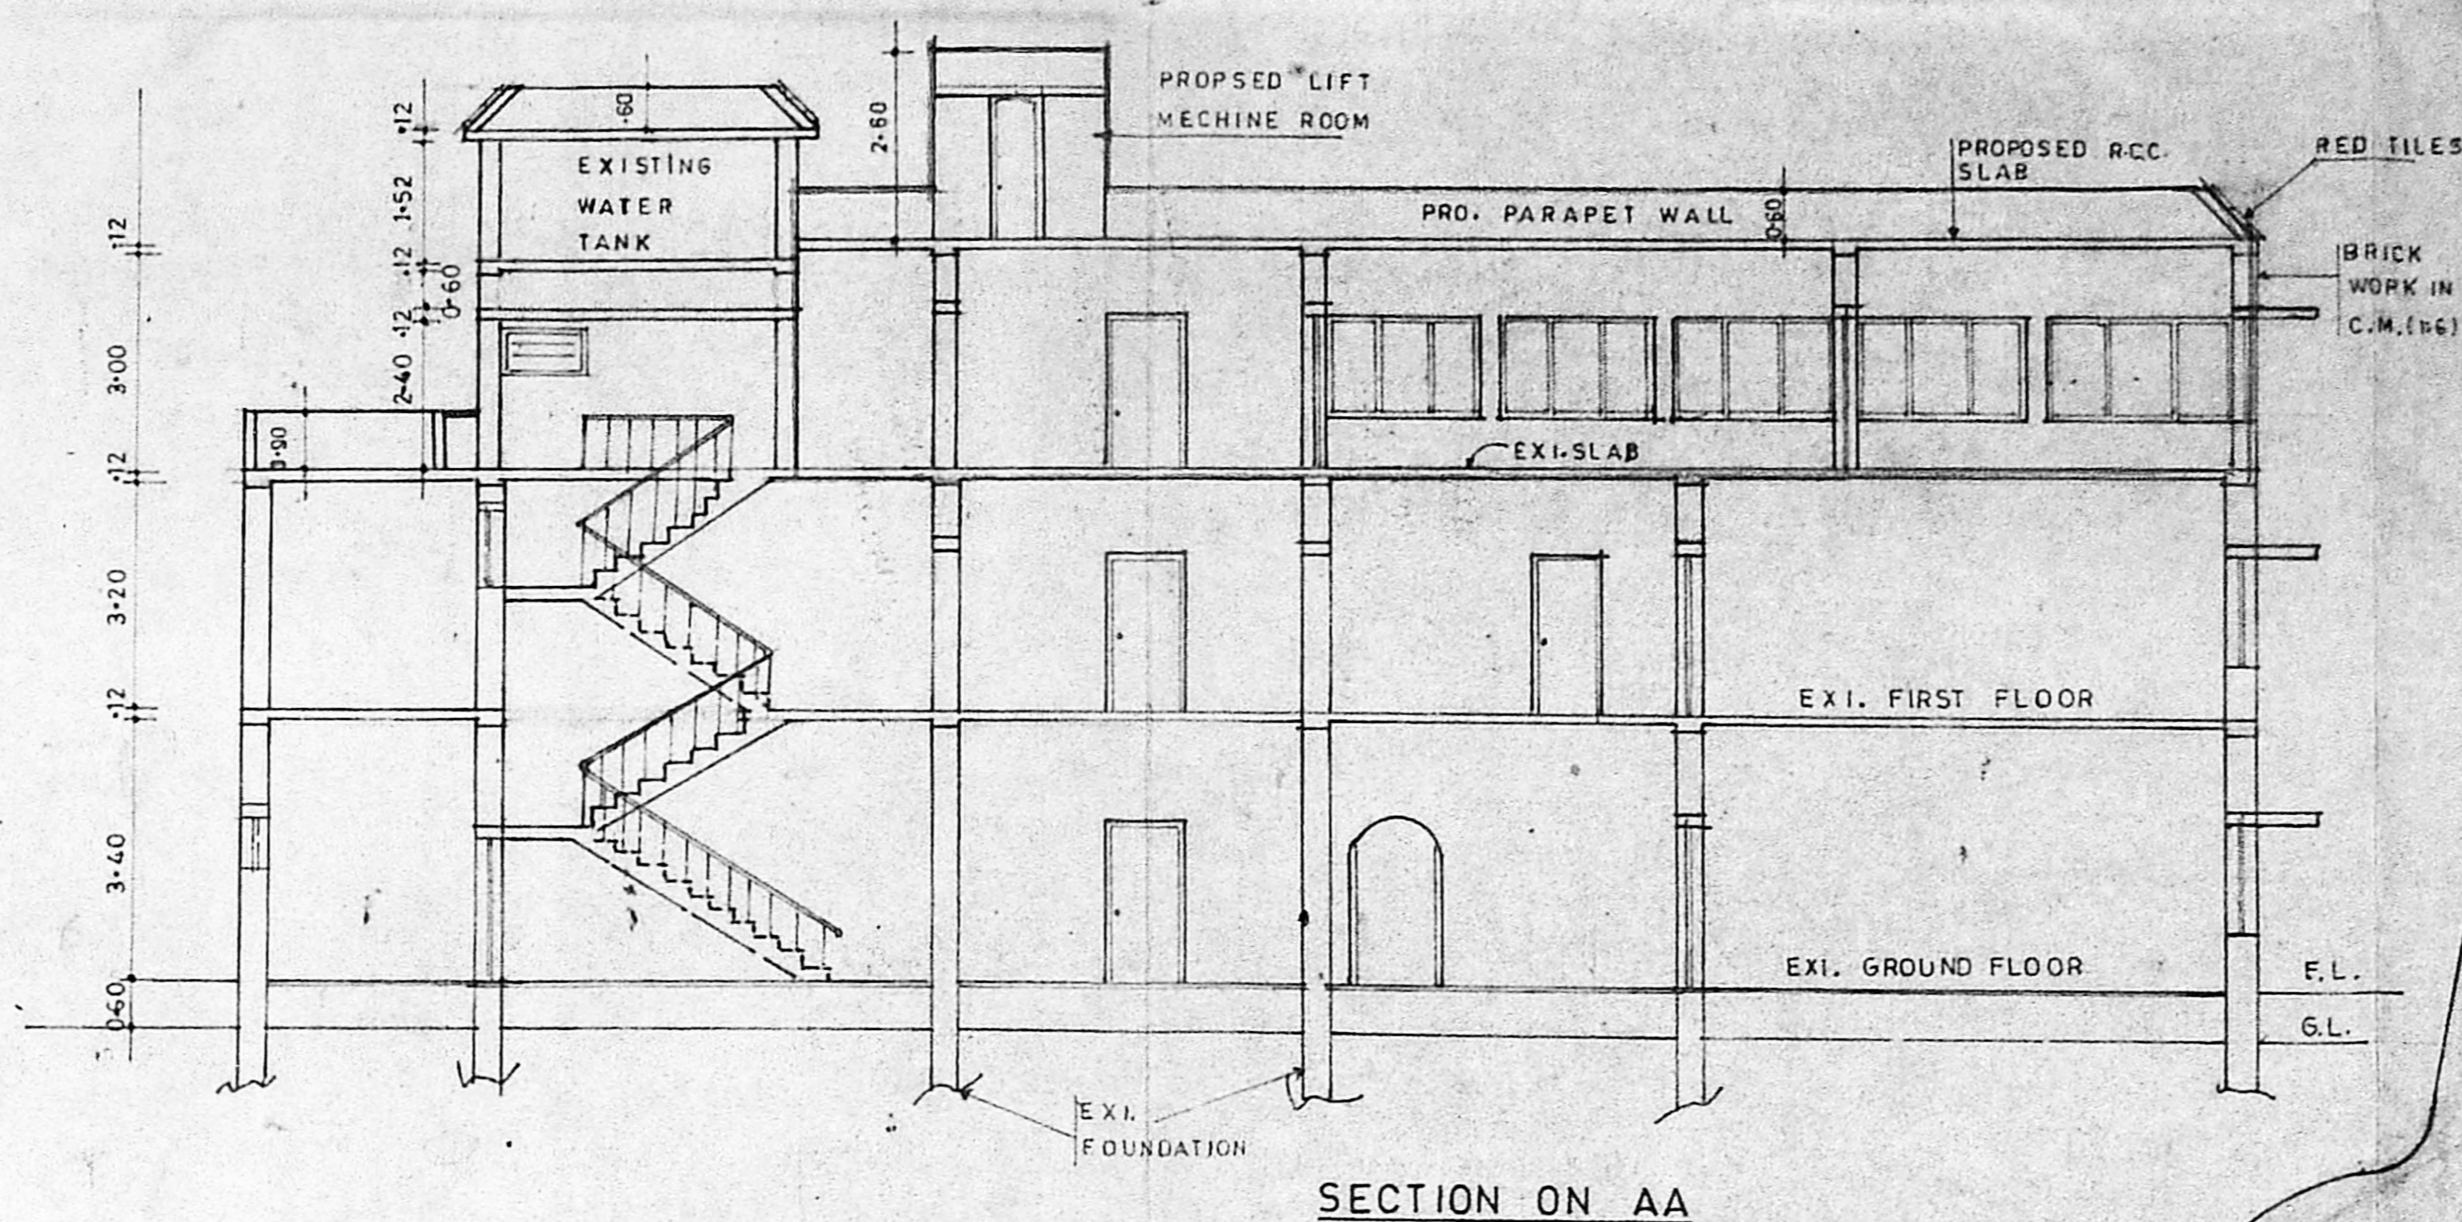 PROPSED LIFT
MECHINE ROOM
PROPOSED R.C.C.
SLAB
RED TILES
EXISTING
WATER
TANK
PRO. PARAPET WALL
BRICK
WORK IN
C.M.(1:6)
EXI. SLAB
EXI. FIRST FLOOR
EXI. GROUND FLOOR
F.L.
G.L.
EXI.
FOUNDATION
SECTION ON AA
.12
3.00
.12
3.20
.12
3.40
0.60
.12
1.52
.12
0.60
.12
2.40
0.90
.60
2.60
0.60